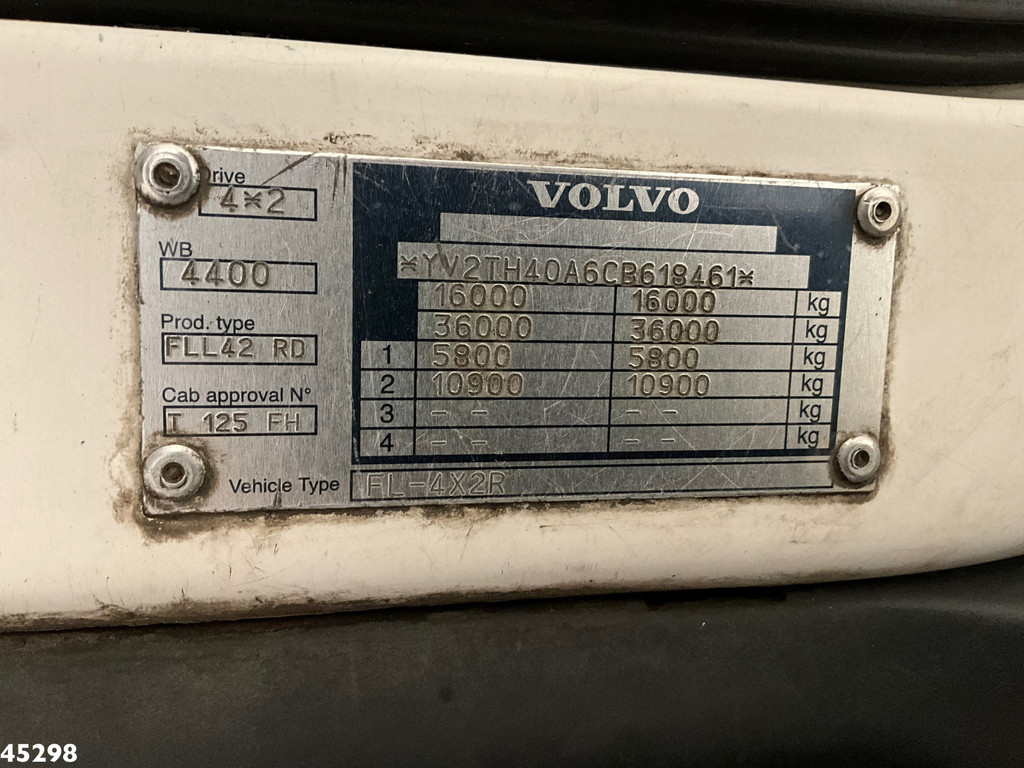 Drive
4*2
WB
4400
Prod. type
FLL42 RD
Cab approval N°
T 125 FH
VOLVO
*YV2TH40A6CB618461*
16000 16000 kg
36000 36000 kg
1 5800 5800 kg
2 10900 10900 kg
3 - - - - kg
4 - - - - kg
Vehicle Type FL-4X2R
45298